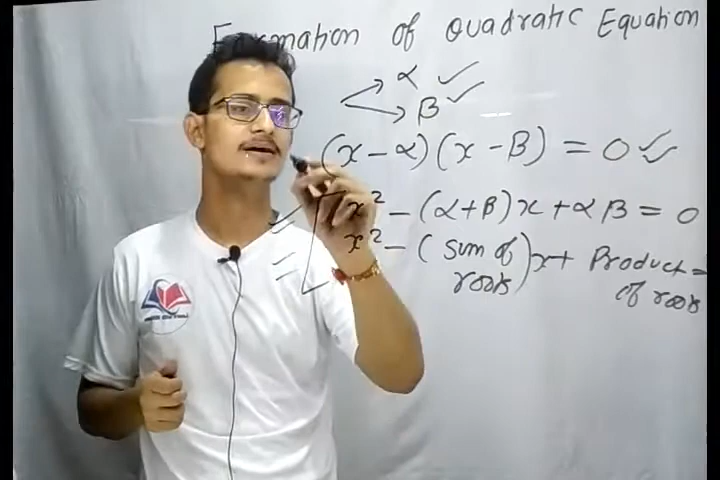 Formation of Quadratic Equation
α ✓
β ✓
(x - α) (x - β) = 0 ✓
x² - (α + β)x + αβ = 0
x² - (sum of roots)x + Product of roots =